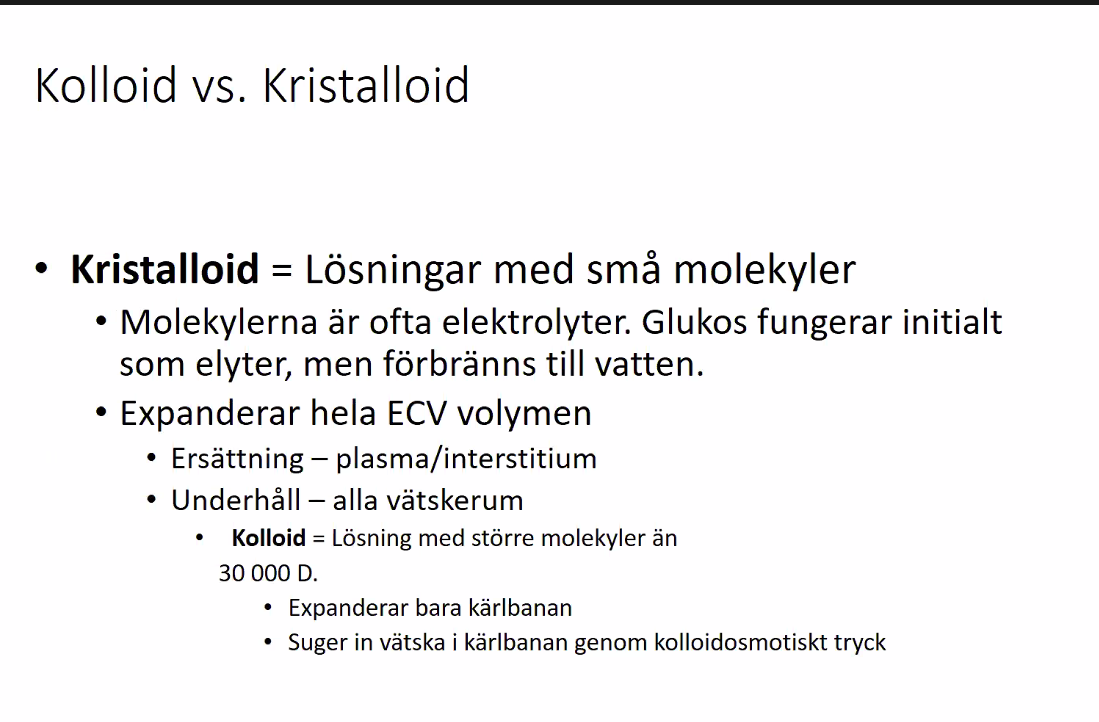 Kolloid vs. Kristalloid
• Kristalloid = Lösningar med små molekyler
• Molekylerna är ofta elektrolyter. Glukos fungerar initialt
som elyter, men förbränns till vatten.
• Expanderar hela ECV volymen
• Ersättning – plasma/interstitium
• Underhåll – alla vätskerum
• Kolloid = Lösning med större molekyler än
30 000 D.
• Expanderar bara kärlbanan
• Suger in vätska i kärlbanan genom kolloidosmotiskt tryck